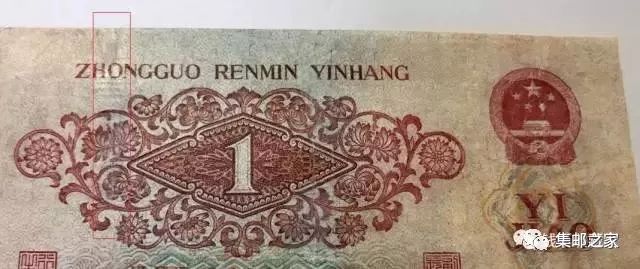 ZHONGGUO RENMIN YINHANG
1
YI
集邮之家